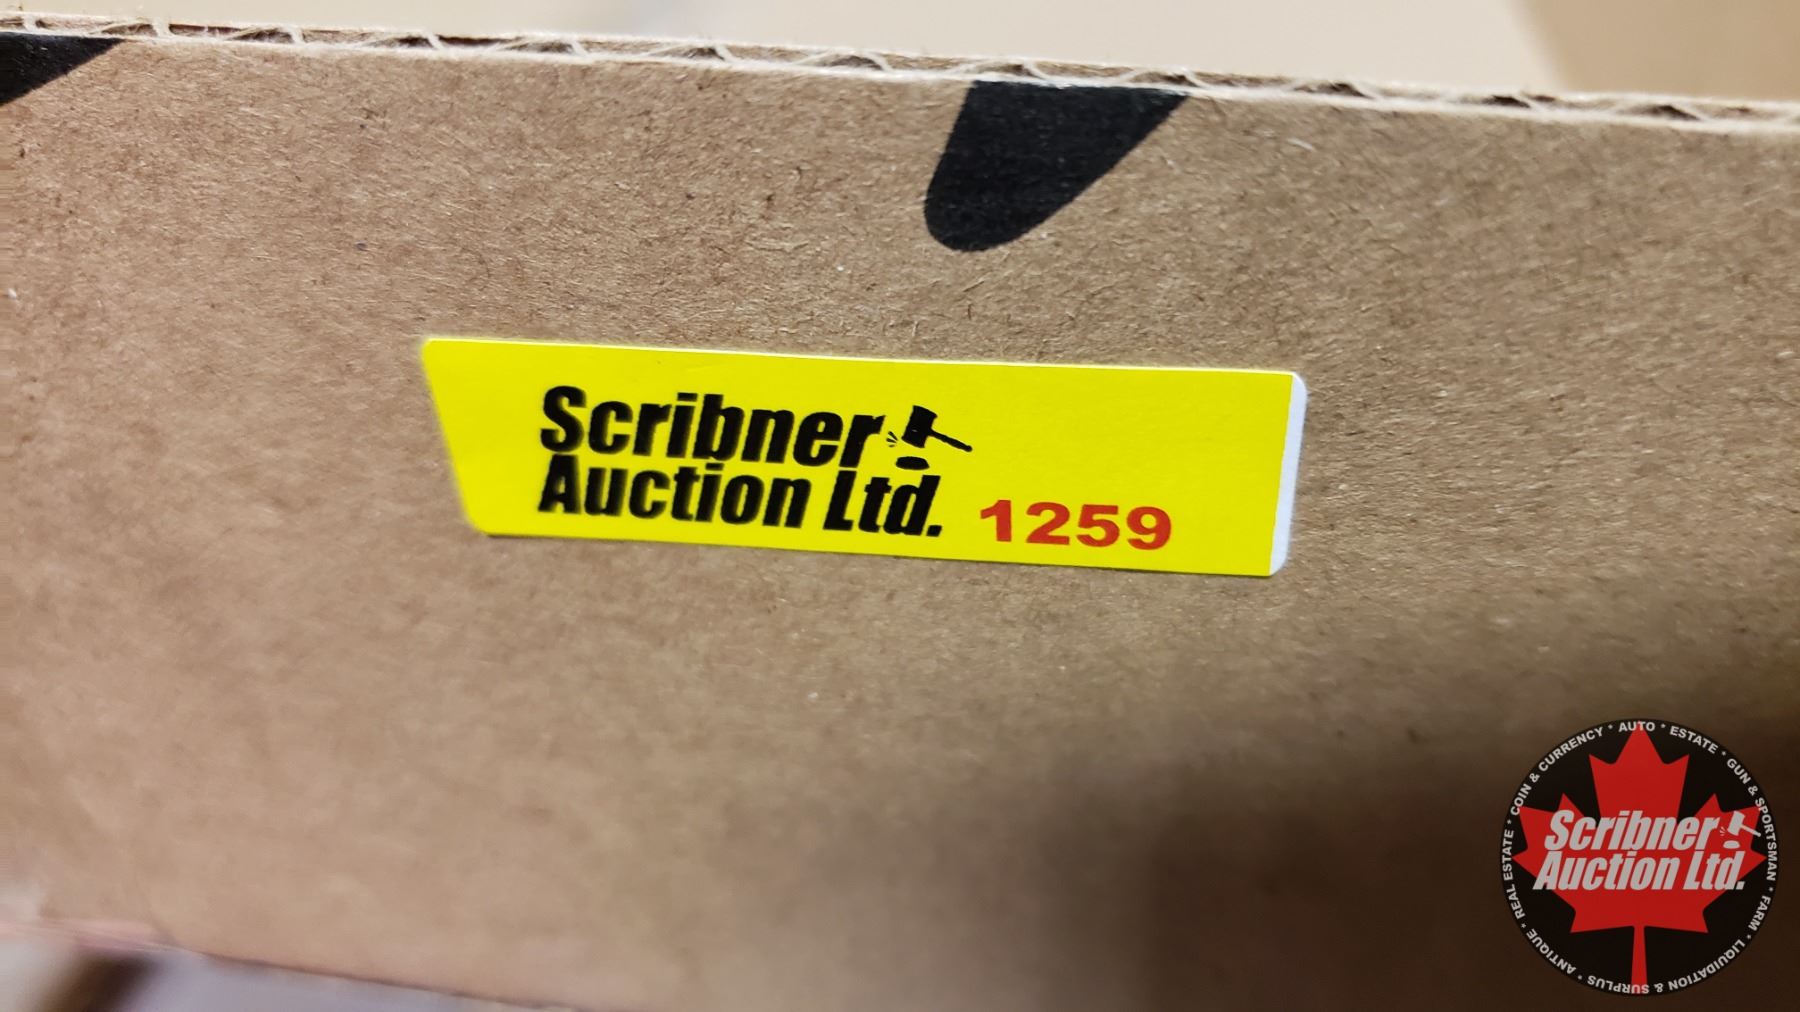 Scribner
Auction Ltd. 1259
REAL ESTATE * COIN & CURRENCY * AUTO * ESTATE * GUN & SPORTSMAN * FARM * LIQUIDATION & SURPLUS * ANTIQUE *
Scribner
Auction Ltd.